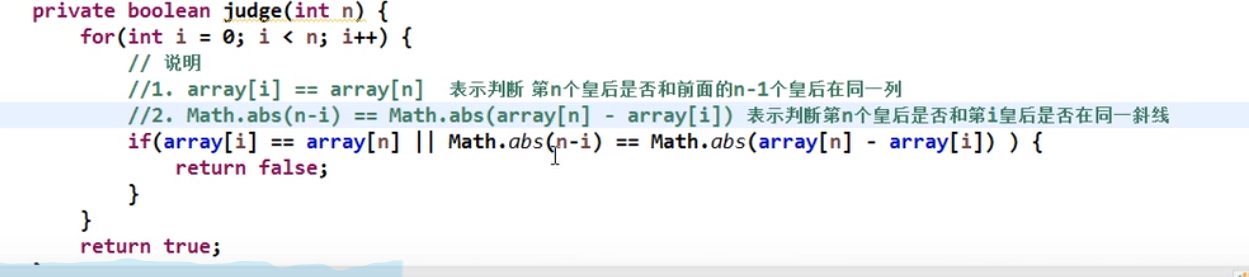 private boolean judge(int n) {
for(int i = 0; i < n; i++) {
// 说明
//1. array[i] == array[n] 表示判断 第n个皇后是否和前面的n-1个皇后在同一列
//2. Math.abs(n-i) == Math.abs(array[n] - array[i]) 表示判断第n个皇后是否和第i皇后是否在同一斜线
if(array[i] == array[n] || Math.abs(n-i) == Math.abs(array[n] - array[i]) ) {
return false;
}
}
return true;